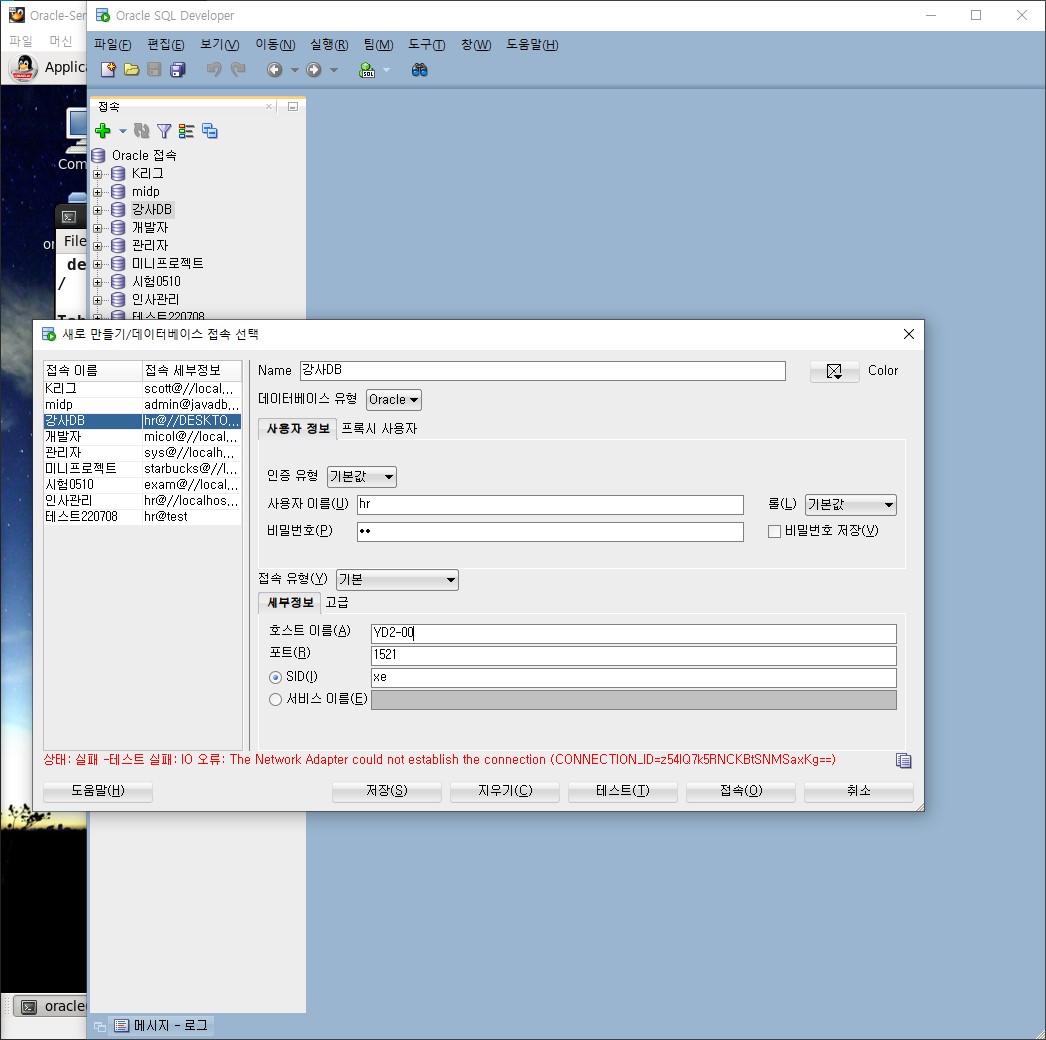 Oracle-Ser
Oracle SQL Developer
파일 머신
파일(F) 편집(E) 보기(V) 이동(N) 실행(R) 팀(M) 도구(T) 창(W) 도움말(H)
Applica
접속
Oracle 접속
K리그
midp
강사DB
개발자
관리자
미니프로젝트
시험0510
인사관리
테스트220708
Com
or
File
de
/
새로 만들기/데이터베이스 접속 선택
접속 이름 접속 세부정보
K리그 scott@//local...
midp admin@javadb...
강사DB hr@//DESKTO...
개발자 micol@//local...
관리자 sys@//localh...
미니프로젝트 starbucks@//l...
시험0510 exam@//local...
인사관리 hr@//localhos...
테스트220708 hr@test
Name 강사DB Color
데이터베이스 유형 Oracle
사용자 정보 프록시 사용자
인증 유형 기본값
사용자 이름(U) hr 롤(L) 기본값
비밀번호(P) •• 비밀번호 저장(V)
접속 유형(Y) 기본
세부정보 고급
호스트 이름(A) YD2-00
포트(R) 1521
SID(I) xe
서비스 이름(E)
상태: 실패 -테스트 실패: IO 오류: The Network Adapter could not establish the connection (CONNECTION_ID=z54IQ7k5RNCKBtSNMSaxKg==)
도움말(H) 저장(S) 지우기(C) 테스트(T) 접속(O) 취소
oracle
메시지 - 로그